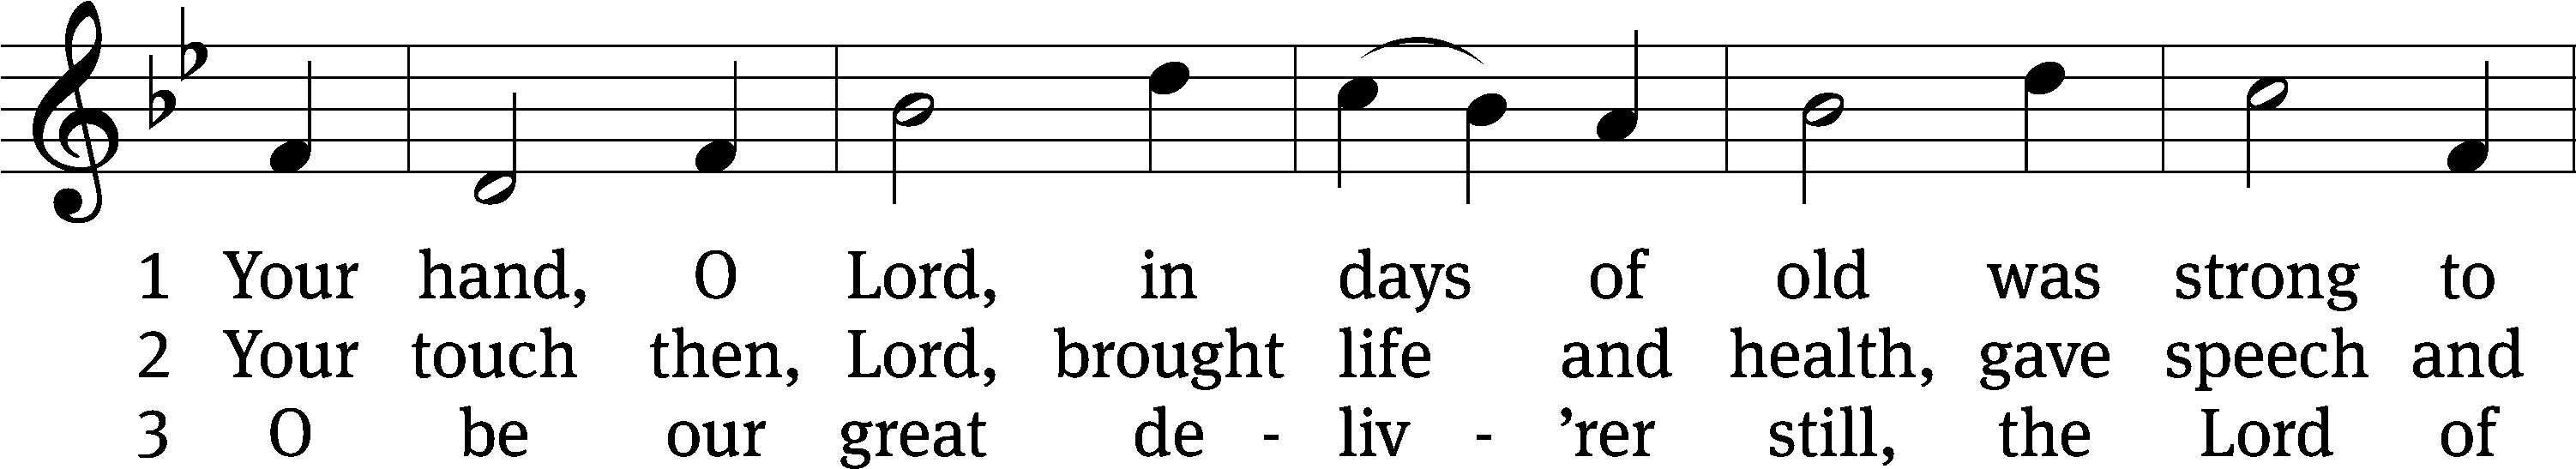 1 Your hand, O Lord, in days of old was strong to
2 Your touch then, Lord, brought life and health, gave speech and
3 O be our great de - liv - ’rer still, the Lord of